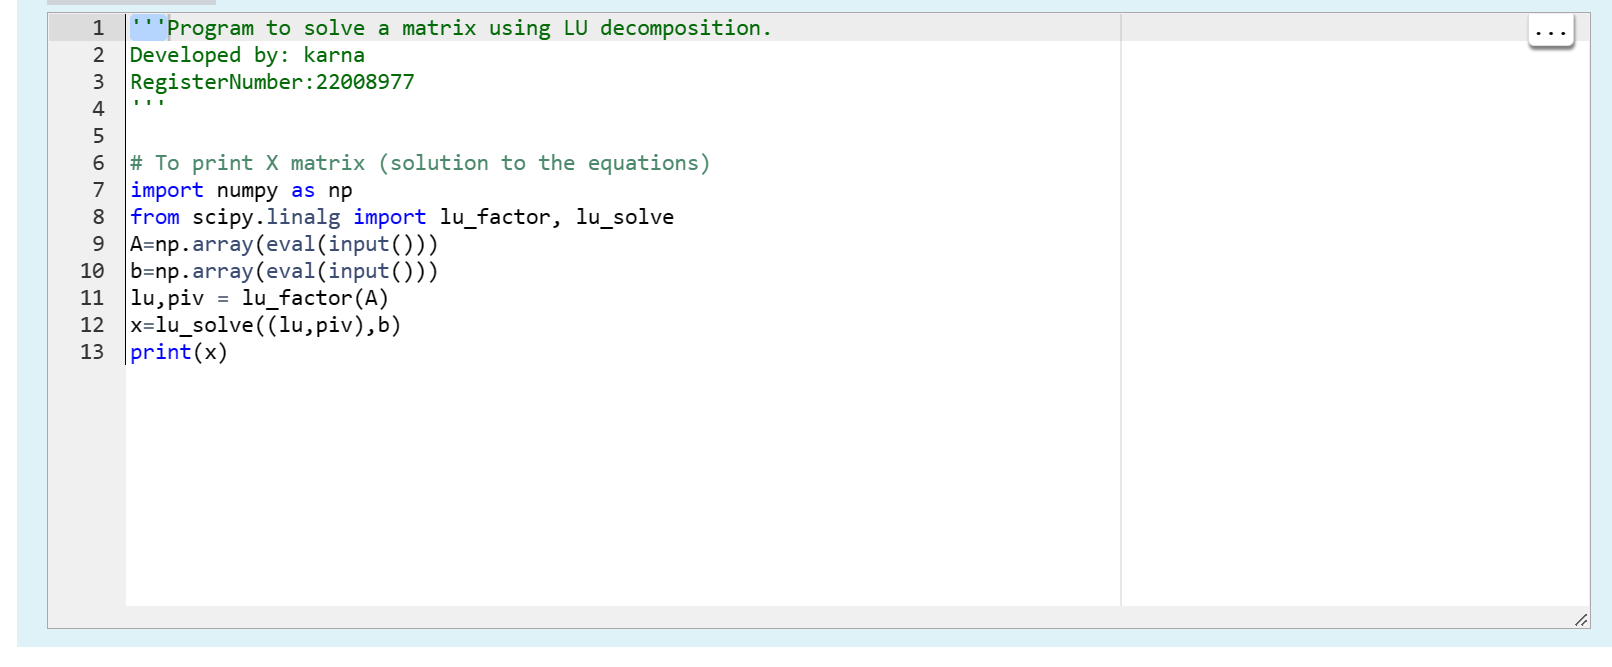 1 '''Program to solve a matrix using LU decomposition.
...
2 Developed by: karna
3 RegisterNumber:22008977
4 '''
5
6 # To print X matrix (solution to the equations)
7 import numpy as np
8 from scipy.linalg import lu_factor, lu_solve
9 A=np.array(eval(input()))
10 b=np.array(eval(input()))
11 lu,piv = lu_factor(A)
12 x=lu_solve((lu,piv),b)
13 print(x)